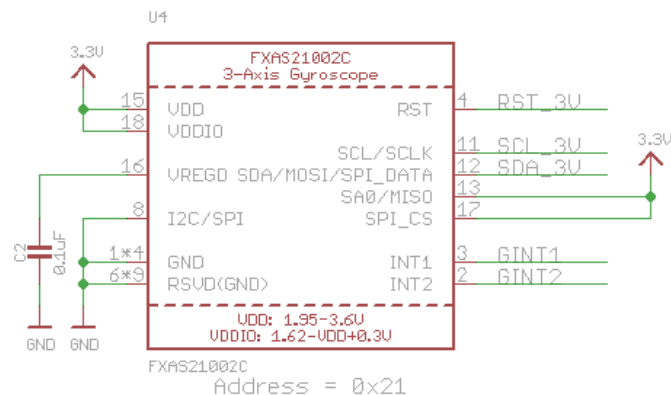 U4
3.3V
FXAS21002C
3-Axis Gyroscope
15 VDD RST 4 RST_3V
18 VDDIO
SCL/SCLK 11 SCL_3V
3.3V
16 VREGD SDA/MOSI/SPI_DATA 12 SDA_3V
SA0/MISO 13
8 I2C/SPI SPI_CS 17
C2
0.1uF
1*4 GND INT1 3 GINT1
6*9 RSVD(GND) INT2 2 GINT2
VDD: 1.95-3.6V
VDDIO: 1.62-VDD+0.3V
GND GND
FXAS21002C
Address = 0x21